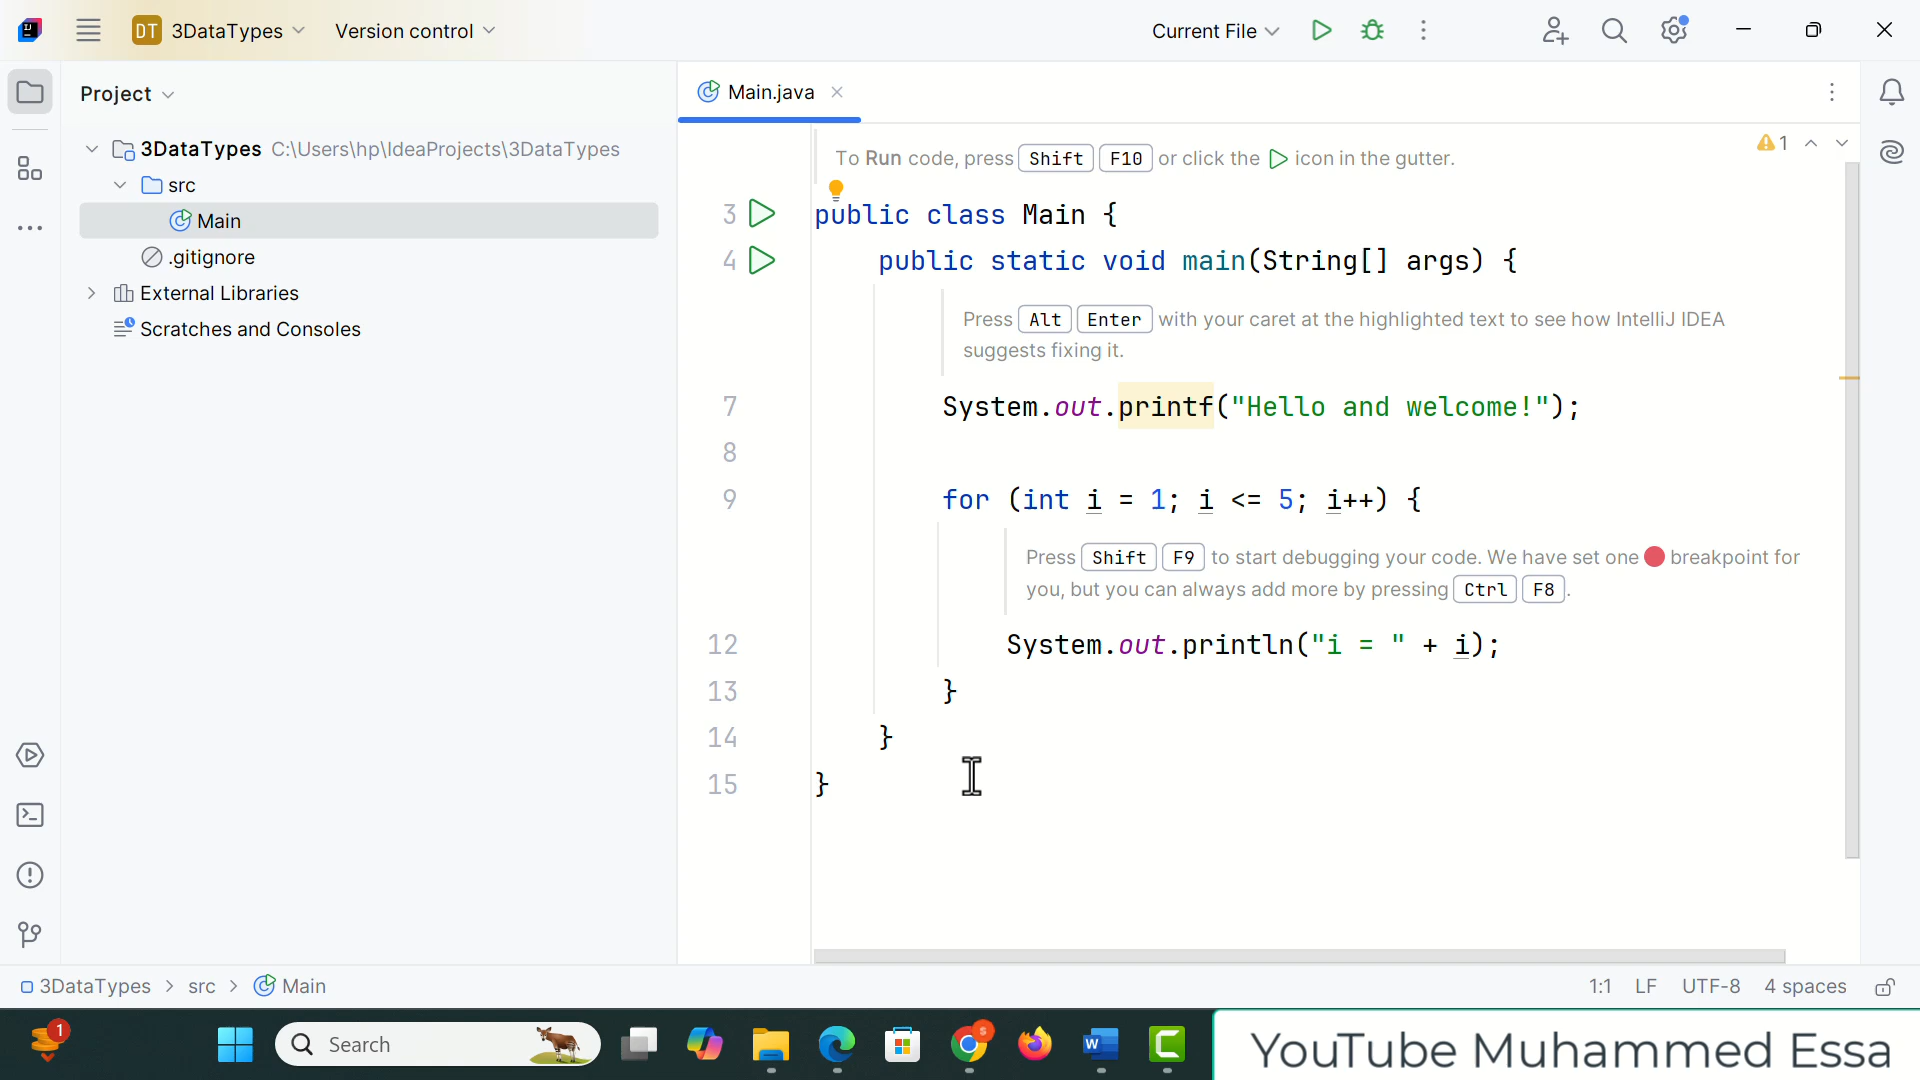 DT 3DataTypes Version control Current File
Project
Main.java
3DataTypes C:\Users\hp\IdeaProjects\3DataTypes
src
Main
.gitignore
External Libraries
Scratches and Consoles
1
To Run code, press Shift F10 or click the icon in the gutter.
3 public class Main {
4 public static void main(String[] args) {
Press Alt Enter with your caret at the highlighted text to see how IntelliJ IDEA
suggests fixing it.
7 System.out.printf("Hello and welcome!");
8
9 for (int i = 1; i <= 5; i++) {
Press Shift F9 to start debugging your code. We have set one breakpoint for
you, but you can always add more by pressing Ctrl F8 .
12 System.out.println("i = " + i);
13 }
14 }
15 }
3DataTypes > src > Main 1:1 LF UTF-8 4 spaces
1 Search YouTube Muhammed Essa